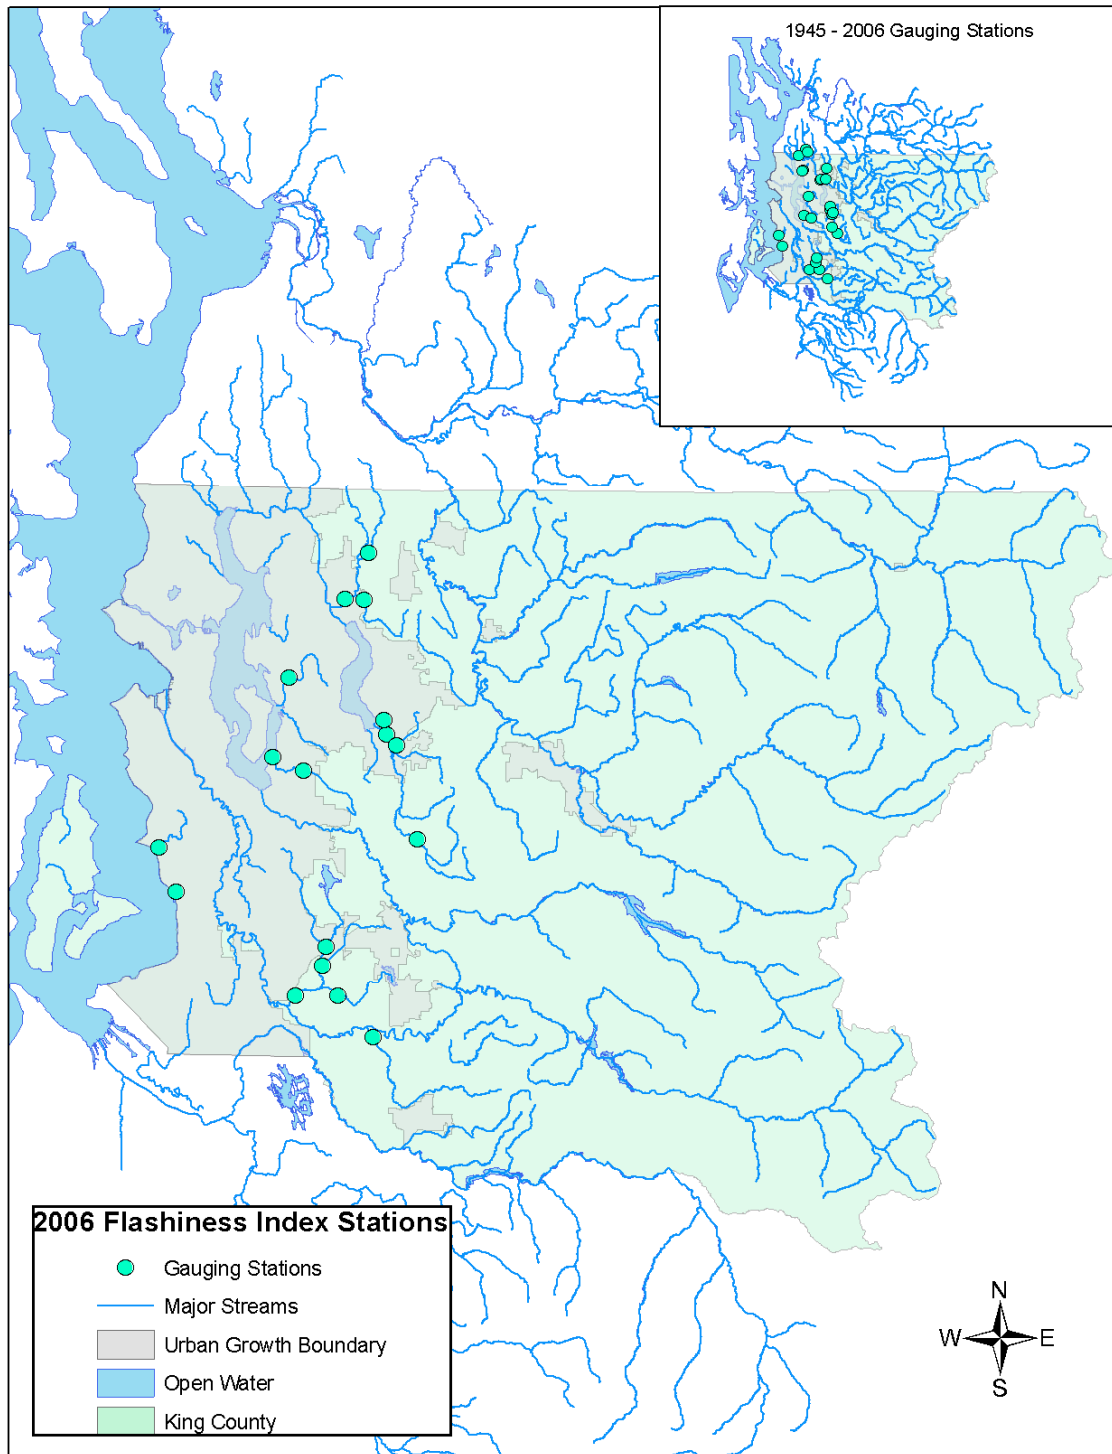 1945 - 2006 Gauging Stations
2006 Flashiness Index Stations
Gauging Stations
Major Streams
Urban Growth Boundary
Open Water
King County
N
W E
S